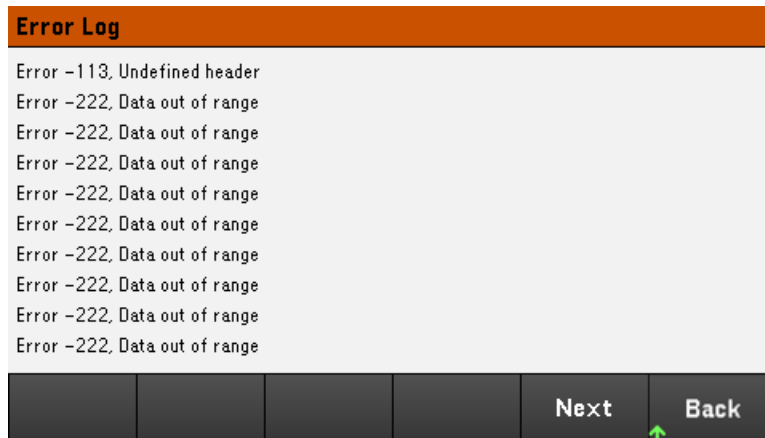 Error Log
Error -113, Undefined header
Error -222, Data out of range
Error -222, Data out of range
Error -222, Data out of range
Error -222, Data out of range
Error -222, Data out of range
Error -222, Data out of range
Error -222, Data out of range
Error -222, Data out of range
Error -222, Data out of range
Next Back